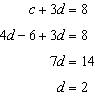 c + 3d = 8
4d − 6 + 3d = 8
7d = 14
d = 2